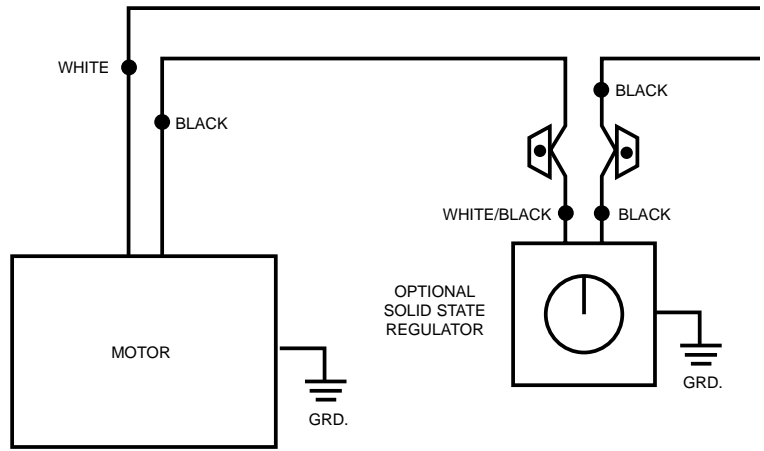 WHITE
BLACK
BLACK
WHITE/BLACK
BLACK
OPTIONAL
SOLID STATE
REGULATOR
MOTOR
GRD.
GRD.